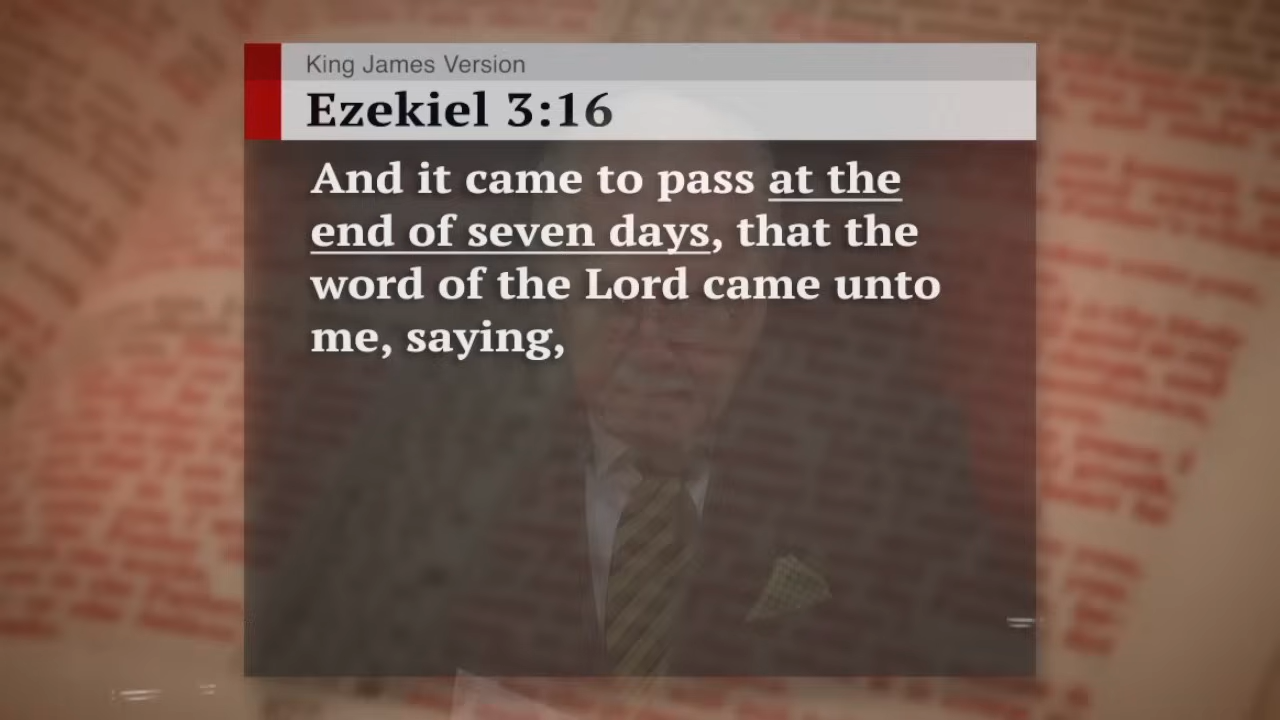 King James Version
Ezekiel 3:16
And it came to pass at the
end of seven days, that the
word of the Lord came unto
me, saying,